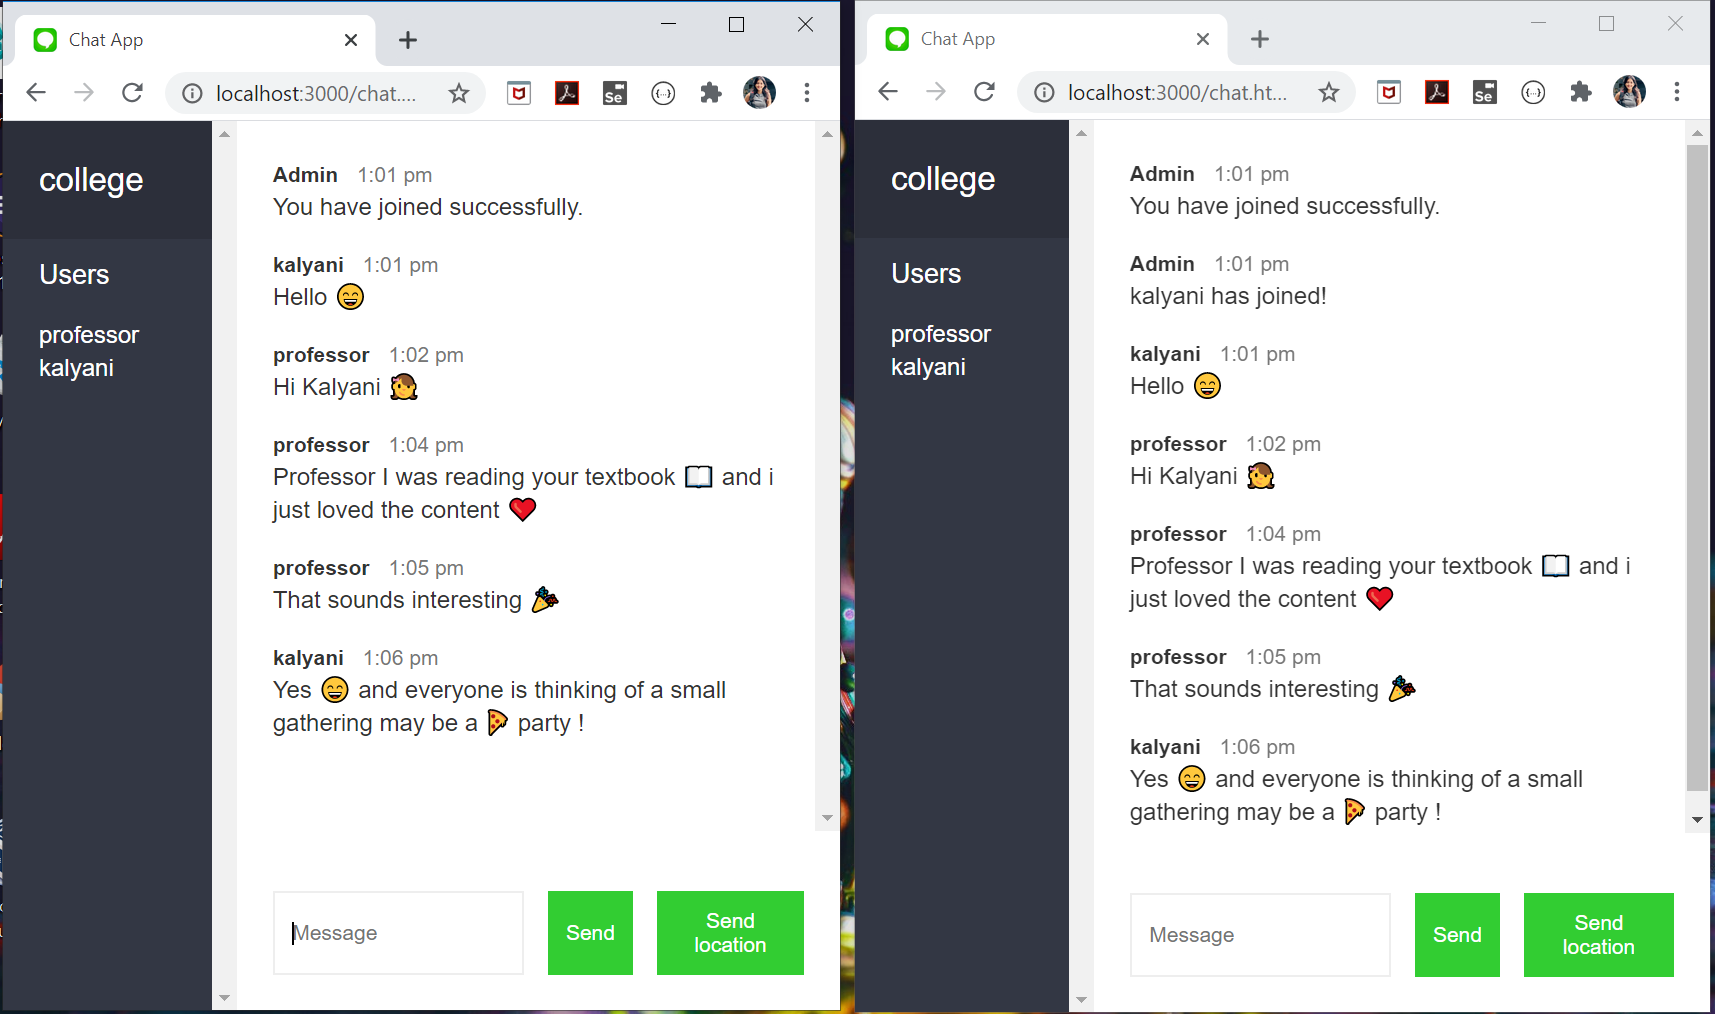 Chat App
localhost:3000/chat....
Se
college
Users
professor
kalyani
Admin 1:01 pm
You have joined successfully.
kalyani 1:01 pm
Hello 😄
professor 1:02 pm
Hi Kalyani 👧
professor 1:04 pm
Professor I was reading your textbook 📖 and i
just loved the content ❤️
professor 1:05 pm
That sounds interesting 🎉
kalyani 1:06 pm
Yes 😄 and everyone is thinking of a small
gathering may be a 🍕 party !
Message
Send
Send
location
Chat App
localhost:3000/chat.ht...
Se
college
Users
professor
kalyani
Admin 1:01 pm
You have joined successfully.
Admin 1:01 pm
kalyani has joined!
kalyani 1:01 pm
Hello 😄
professor 1:02 pm
Hi Kalyani 👧
professor 1:04 pm
Professor I was reading your textbook 📖 and i
just loved the content ❤️
professor 1:05 pm
That sounds interesting 🎉
kalyani 1:06 pm
Yes 😄 and everyone is thinking of a small
gathering may be a 🍕 party !
Message
Send
Send
location